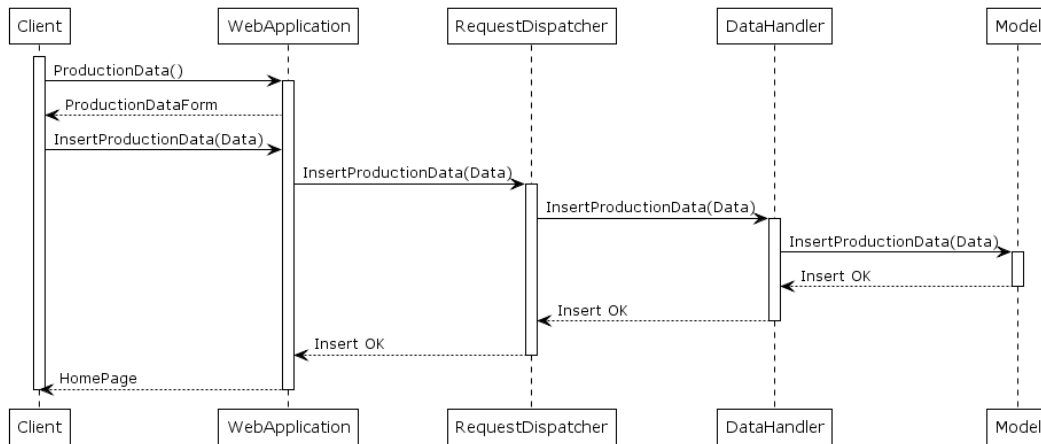 Client WebApplication RequestDispatcher DataHandler Model
ProductionData()
ProductionDataForm
InsertProductionData(Data)
InsertProductionData(Data)
InsertProductionData(Data)
InsertProductionData(Data)
Insert OK
Insert OK
Insert OK
HomePage
Client WebApplication RequestDispatcher DataHandler Model